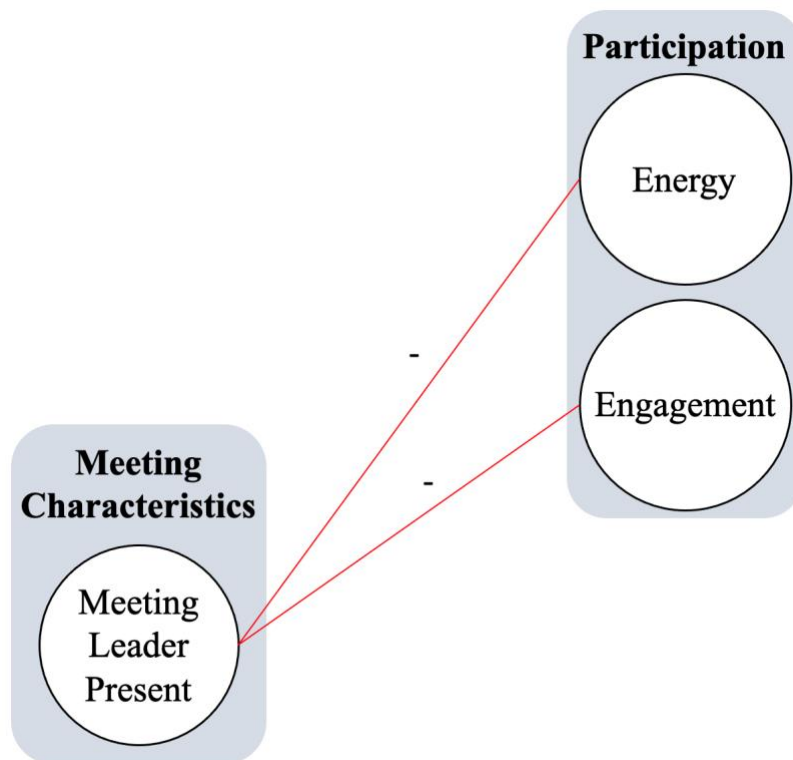 Participation
Energy
-
Engagement
-
Meeting
Characteristics
Meeting
Leader
Present